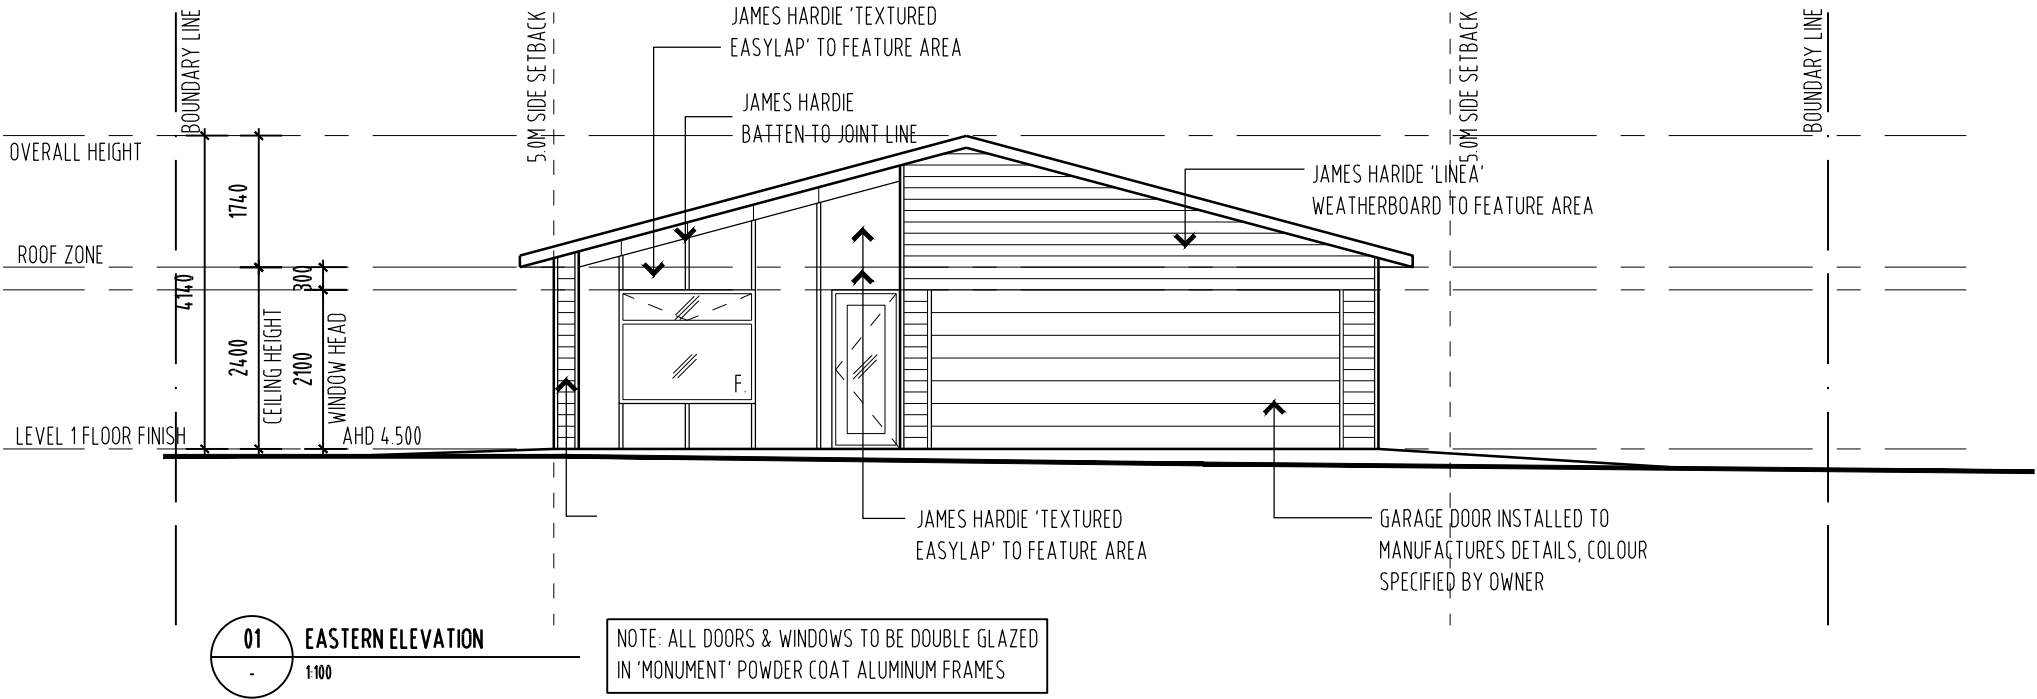 BOUNDARY LINE
5.0M SIDE SETBACK
JAMES HARDIE 'TEXTURED
EASYLAP' TO FEATURE AREA
5.0M SIDE SETBACK
BOUNDARY LINE
JAMES HARDIE
BATTEN TO JOINT LINE
OVERALL HEIGHT
JAMES HARIDE 'LINEA'
WEATHERBOARD TO FEATURE AREA
1740
ROOF ZONE
4140
300
2400
CEILING HEIGHT
2100
WINDOW HEAD
F.
LEVEL 1 FLOOR FINISH
AHD 4.500
JAMES HARDIE 'TEXTURED
EASYLAP' TO FEATURE AREA
GARAGE DOOR INSTALLED TO
MANUFACTURES DETAILS, COLOUR
SPECIFIED BY OWNER
01
-
EASTERN ELEVATION
1:100
NOTE: ALL DOORS & WINDOWS TO BE DOUBLE GLAZED
IN 'MONUMENT' POWDER COAT ALUMINUM FRAMES